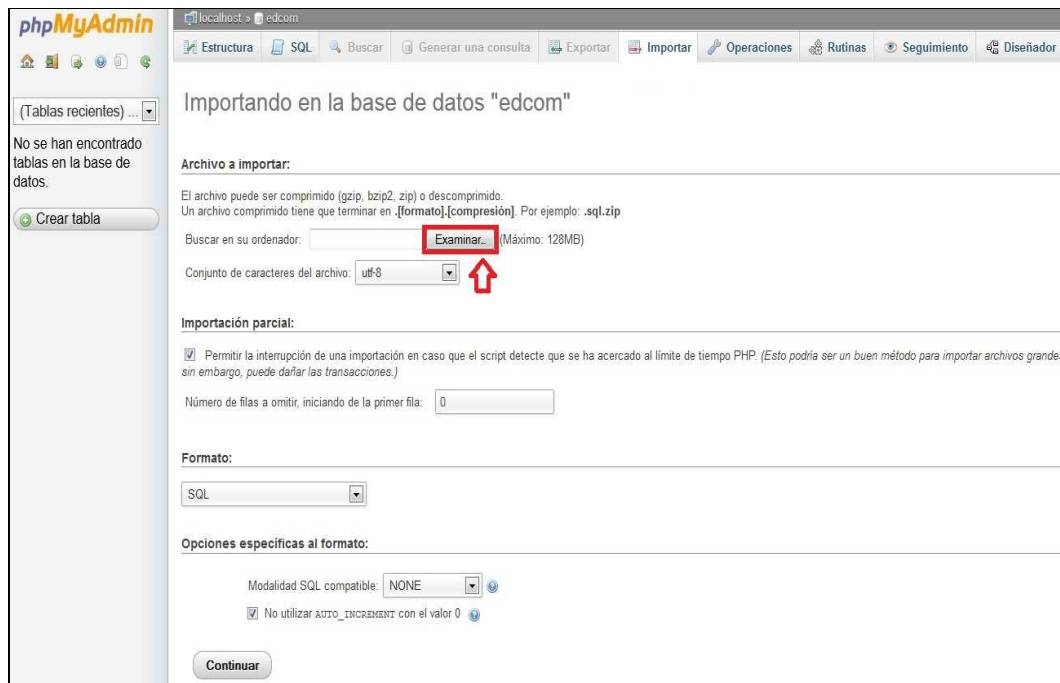 phpMyAdmin
localhost » edcom
Estructura SQL Buscar Generar una consulta Exportar Importar Operaciones Rutinas Seguimiento Diseñador
(Tablas recientes) ...
No se han encontrado
tablas en la base de
datos.
Crear tabla
Importando en la base de datos "edcom"
Archivo a importar:
El archivo puede ser comprimido (gzip, bzip2, zip) o descomprimido.
Un archivo comprimido tiene que terminar en .[formato].[compresión]. Por ejemplo: .sql.zip
Buscar en su ordenador: Examinar.. (Máximo: 128MB)
Conjunto de caracteres del archivo: utf-8
Importación parcial:
Permitir la interrupción de una importación en caso que el script detecte que se ha acercado al límite de tiempo PHP. (Esto podría ser un buen método para importar archivos grandes
sin embargo, puede dañar las transacciones.)
Número de filas a omitir, iniciando de la primer fila: 0
Formato:
SQL
Opciones específicas al formato:
Modalidad SQL compatible: NONE
No utilizar AUTO_INCREMENT con el valor 0
Continuar